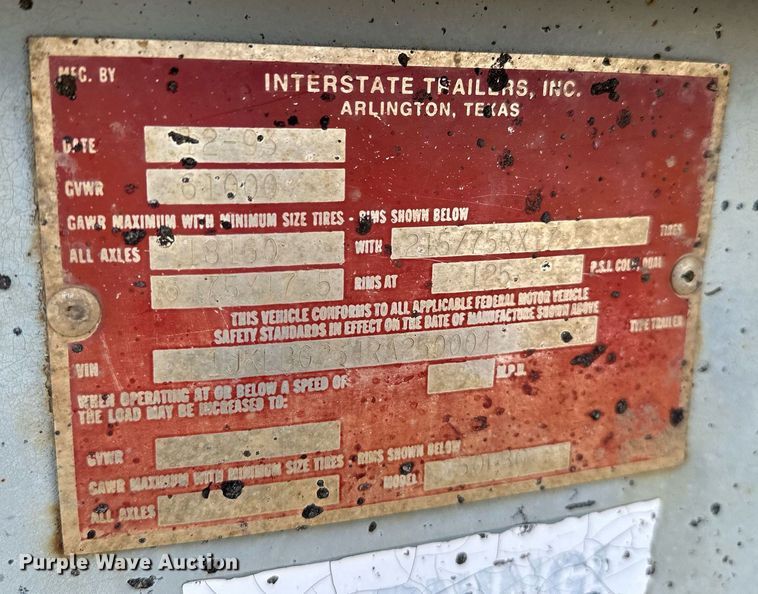 MFG. BY
INTERSTATE TRAILERS, INC.
ARLINGTON, TEXAS
DATE 12-93
GVWR 61000
GAWR MAXIMUM WITH MINIMUM SIZE TIRES - RIMS SHOWN BELOW
ALL AXLES WITH TIRES
RIMS AT 125 P.S.I. COLD, DUAL
THIS VEHICLE CONFORMS TO ALL APPLICABLE FEDERAL MOTOR VEHICLE
SAFETY STANDARDS IN EFFECT ON THE DATE OF MANUFACTURE SHOWN ABOVE
VIN TYPE TRAILER
WHEN OPERATING AT OR BELOW A SPEED OF M.P.H.
THE LOAD MAY BE INCREASED TO:
GVWR
GAWR MAXIMUM WITH MINIMUM SIZE TIRES - RIMS SHOWN BELOW
ALL AXLES MODEL
Purple Wave Auction